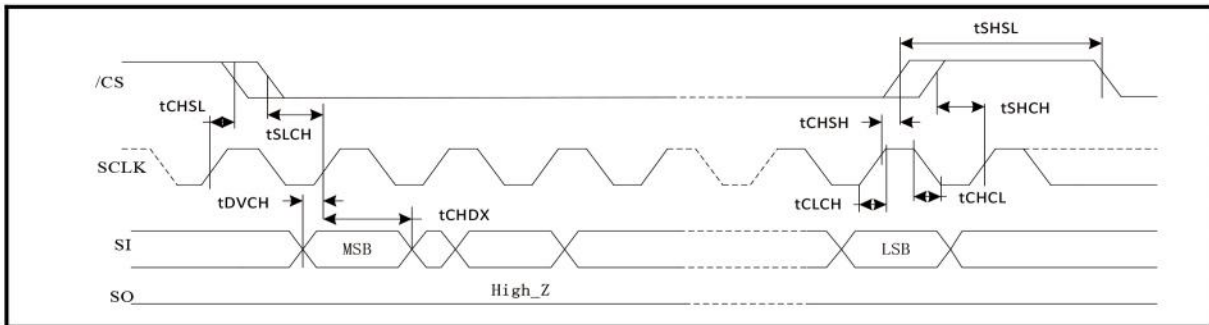 tSHSL
/CS
tCHSL
tSLCH
tCHSH
tSHCH
SCLK
tDVCH
tCHDX
tCLCH
tCHCL
SI
MSB
LSB
High_Z
SO